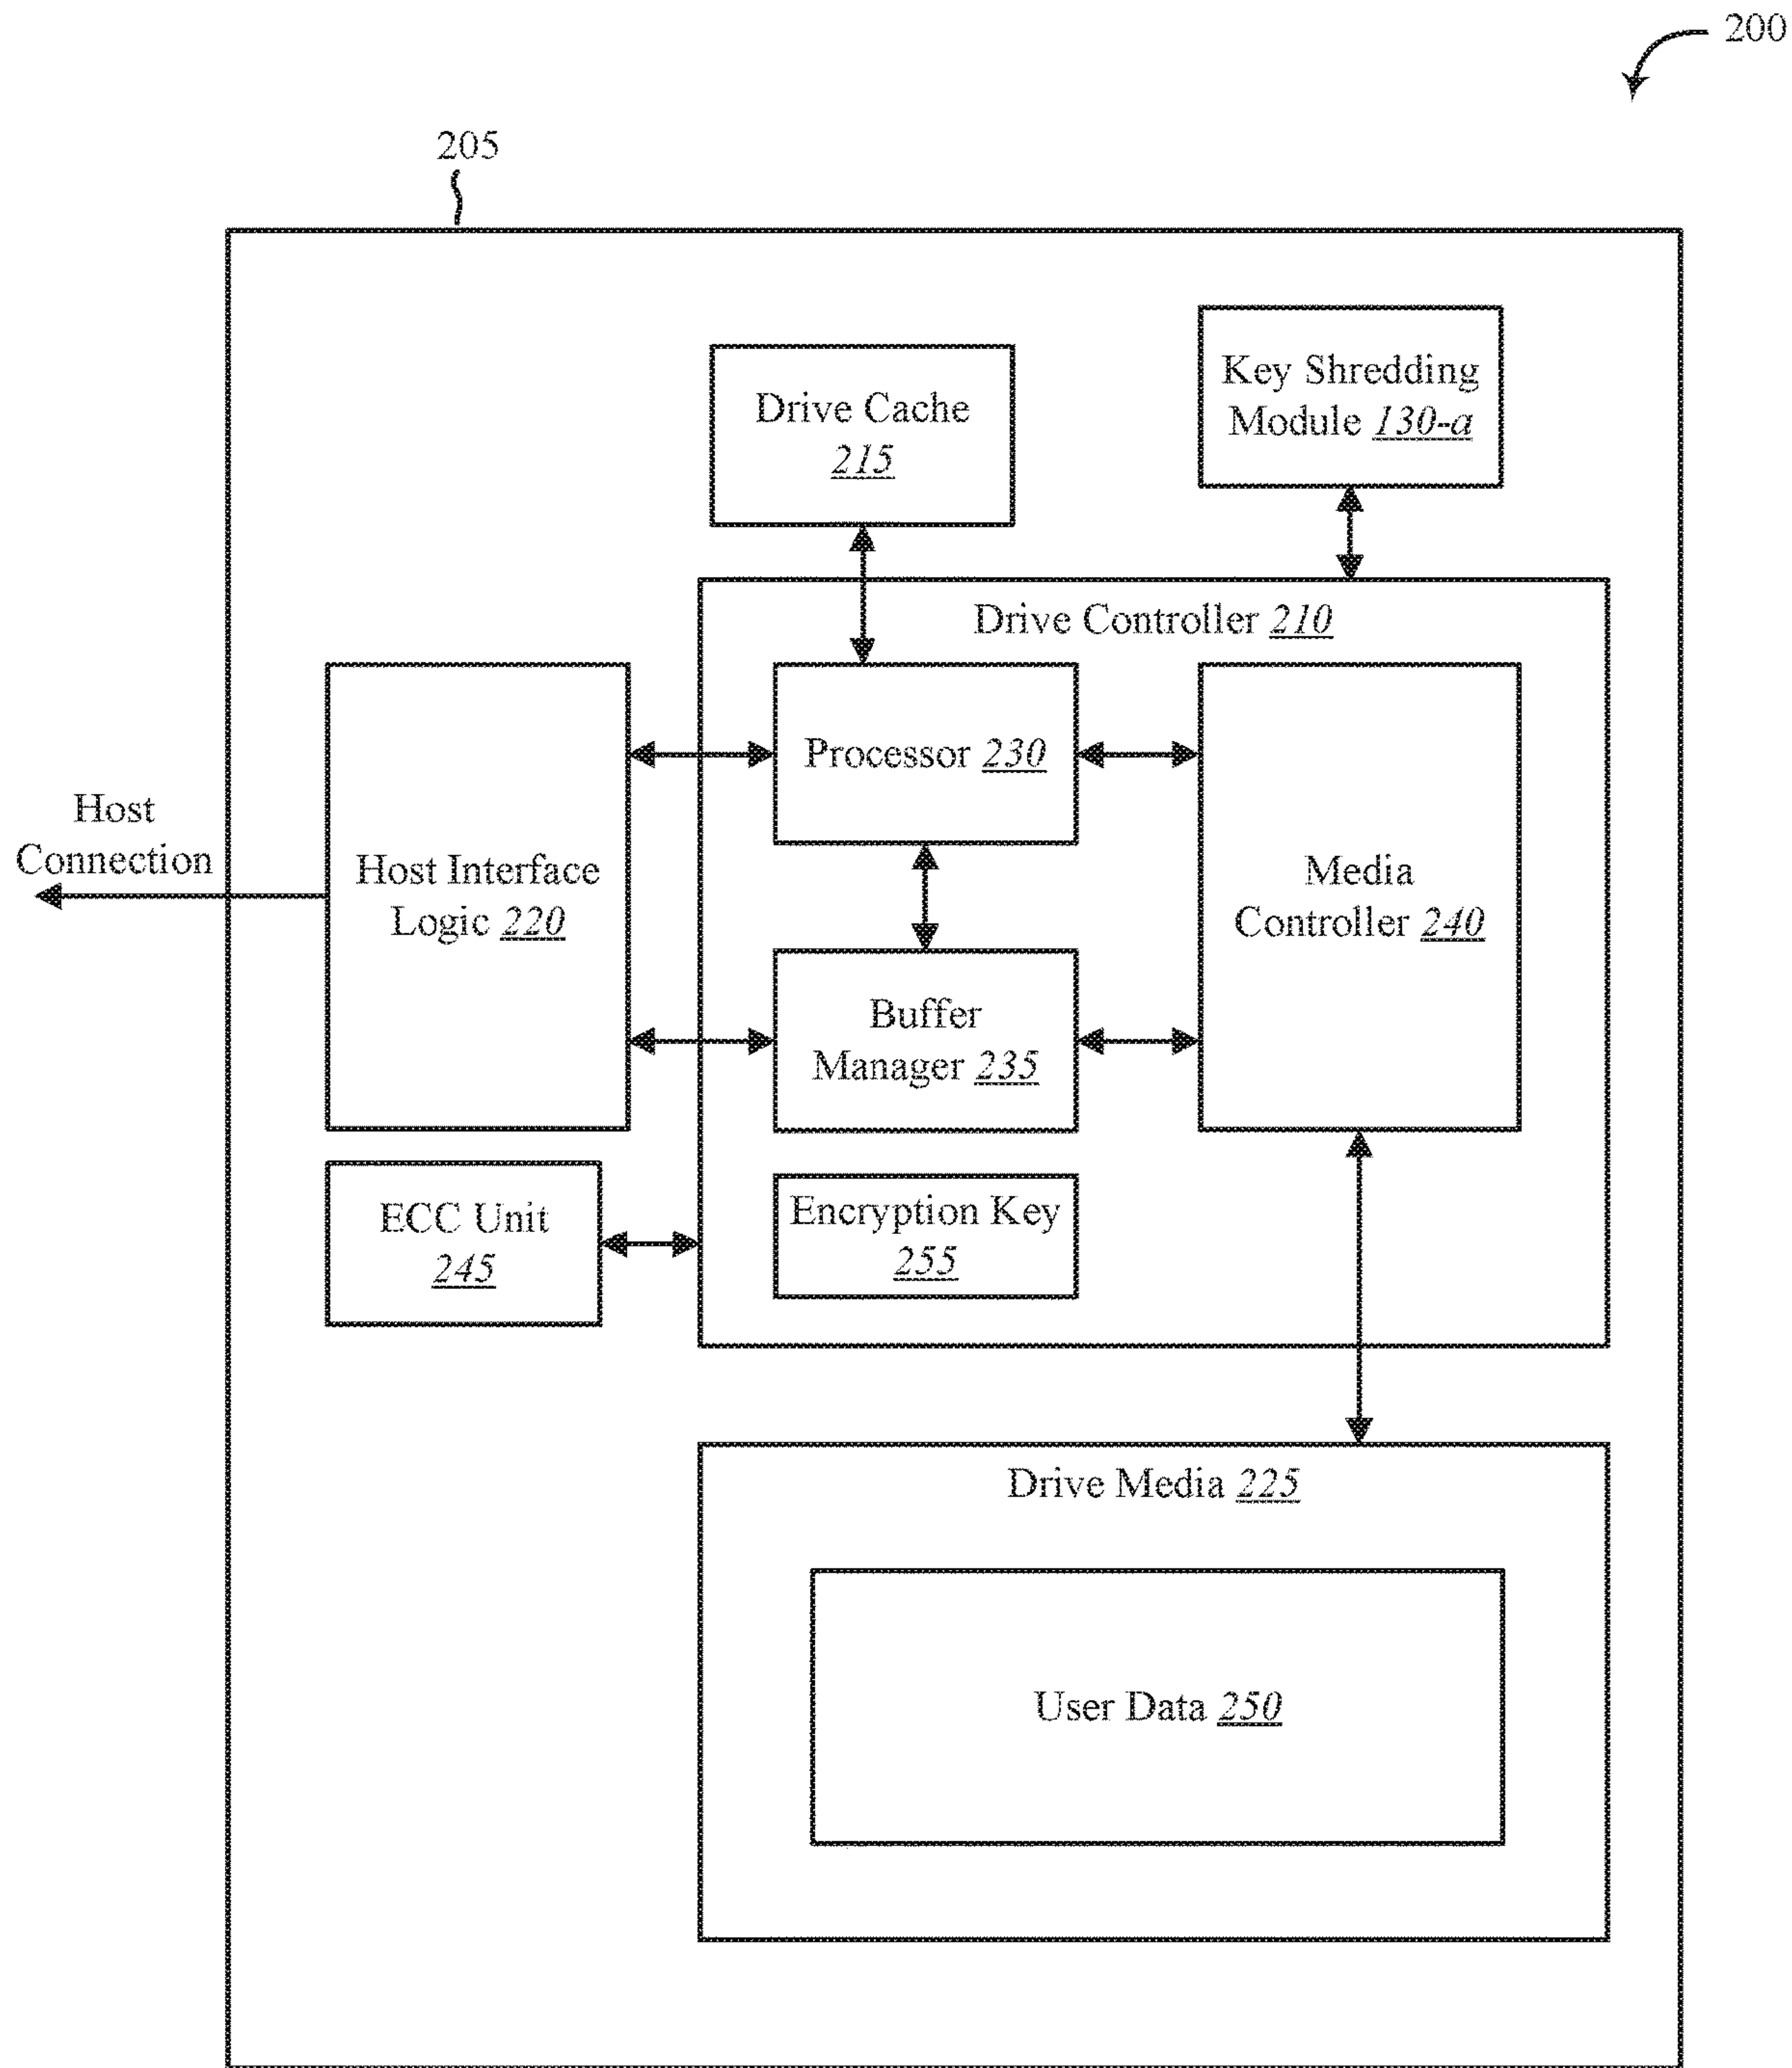 200
205
Drive Cache
215
Key Shredding
Module 130-a
Drive Controller 210
Host Interface
Logic 220
Processor 230
Media
Controller 240
Host
Connection
Buffer
Manager 235
ECC Unit
245
Encryption Key
255
Drive Media 225
User Data 250